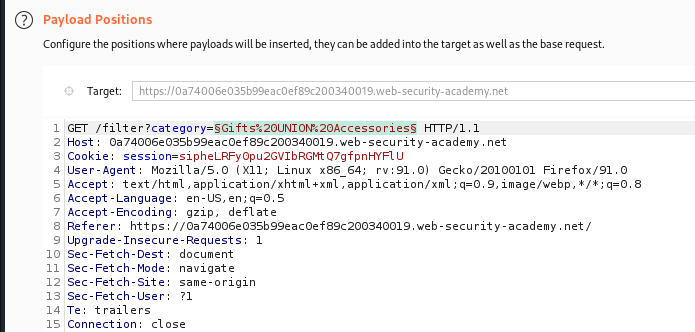 ? Payload Positions
Configure the positions where payloads will be inserted, they can be added into the target as well as the base request.
Target: https://0a74006e035b99eac0ef89c200340019.web-security-academy.net
1 GET /filter?category=§Gifts%20UNION%20Accessories§ HTTP/1.1
2 Host: 0a74006e035b99eac0ef89c200340019.web-security-academy.net
3 Cookie: session=sipheLRFy0pu2GVIbRGMtQ7gfpnHYFlU
4 User-Agent: Mozilla/5.0 (X11; Linux x86_64; rv:91.0) Gecko/20100101 Firefox/91.0
5 Accept: text/html,application/xhtml+xml,application/xml;q=0.9,image/webp,*/*;q=0.8
6 Accept-Language: en-US,en;q=0.5
7 Accept-Encoding: gzip, deflate
8 Referer: https://0a74006e035b99eac0ef89c200340019.web-security-academy.net/
9 Upgrade-Insecure-Requests: 1
10 Sec-Fetch-Dest: document
11 Sec-Fetch-Mode: navigate
12 Sec-Fetch-Site: same-origin
13 Sec-Fetch-User: ?1
14 Te: trailers
15 Connection: close